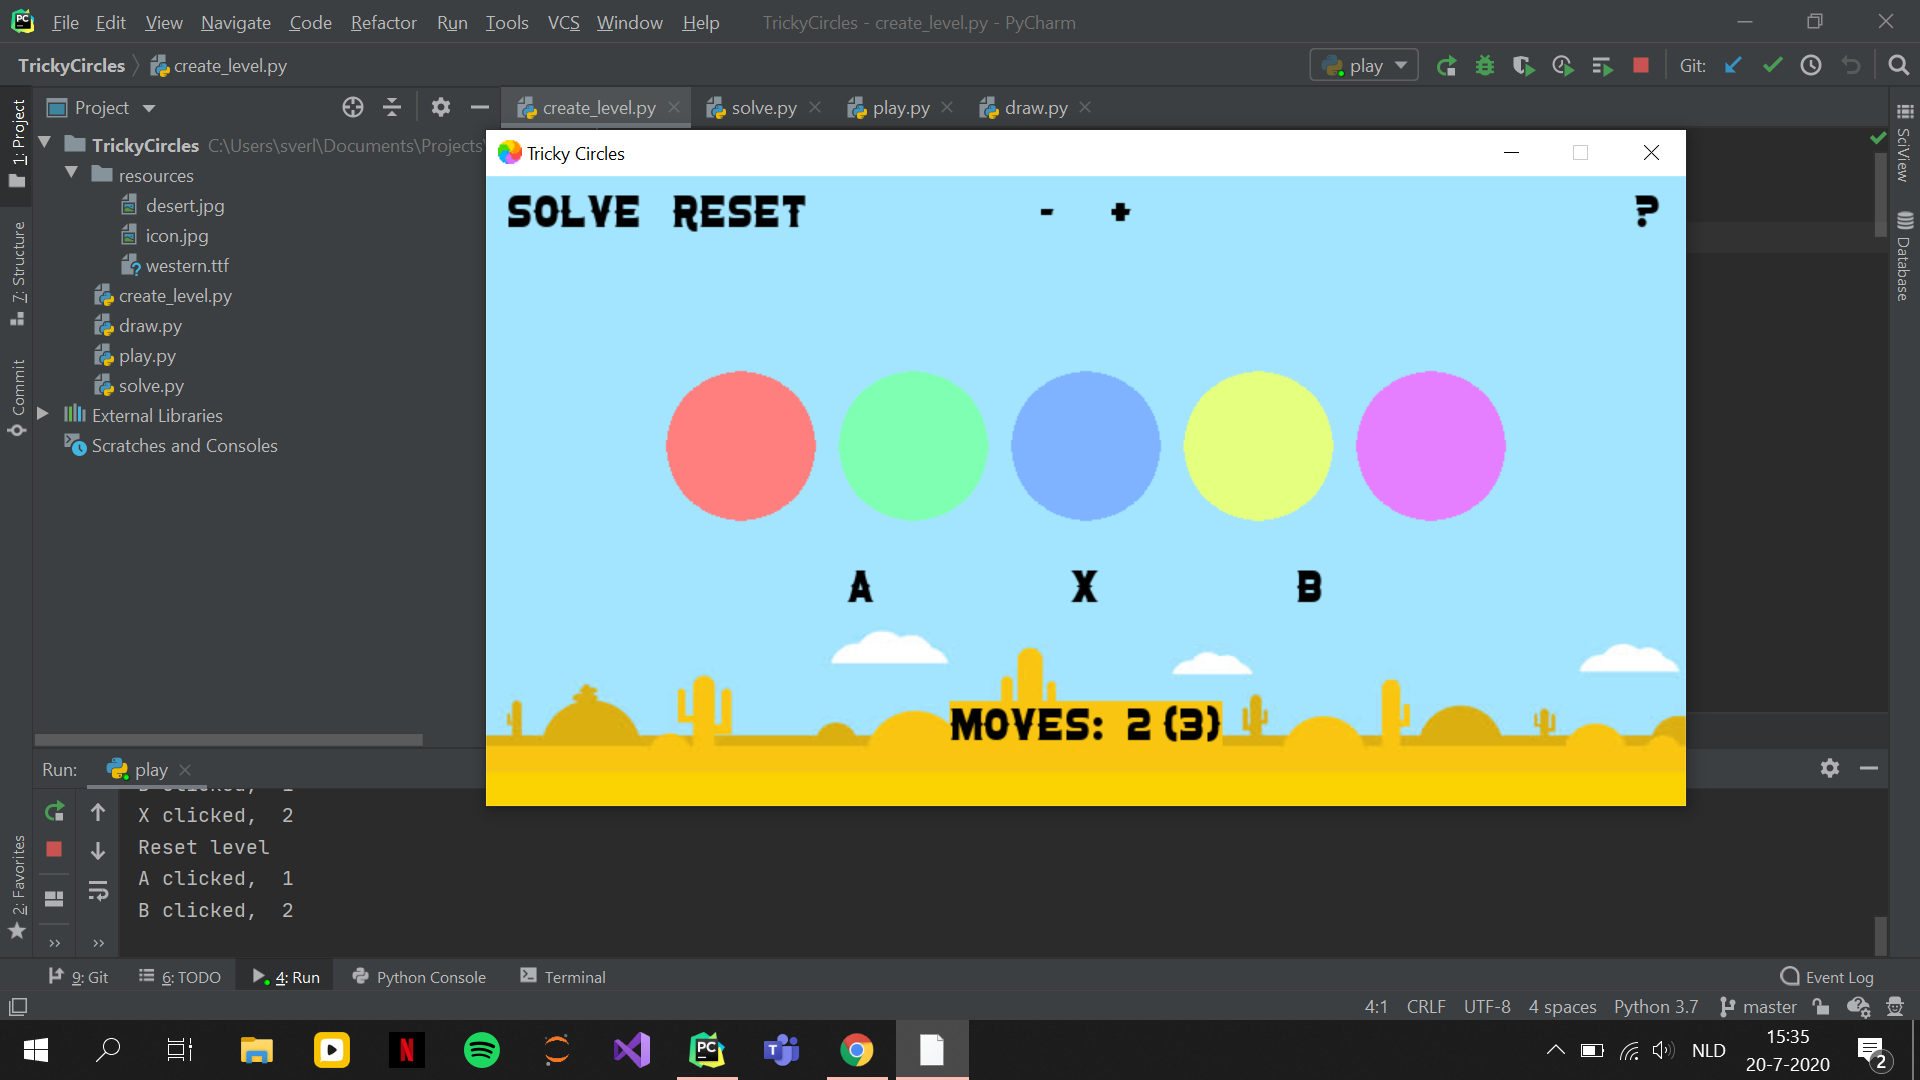 PC File Edit View Navigate Code Refactor Run Tools VCS Window Help TrickyCircles - create_level.py - PyCharm
TrickyCircles create_level.py play Git:
1: Project
Project
create_level.py solve.py play.py draw.py
TrickyCircles C:\Users\sverl\Documents\Projects
resources
desert.jpg
icon.jpg
western.ttf
create_level.py
draw.py
play.py
solve.py
External Libraries
Scratches and Consoles
7: Structure
Commit
2: Favorites
SciView
Database
Tricky Circles
SOLVE RESET - + ?
A X B
MOVES: 2 (3)
Run: play
X clicked, 2
Reset level
A clicked, 1
B clicked, 2
9: Git 6: TODO 4: Run Python Console Terminal Event Log
4:1 CRLF UTF-8 4 spaces Python 3.7 master
N PC NLD
15:35
20-7-2020
2